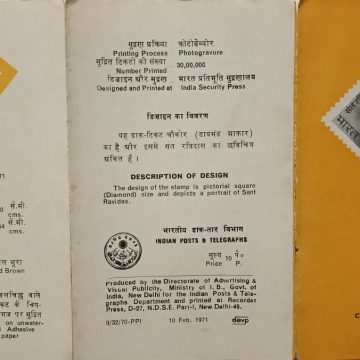 मुद्रण प्रक्रिया फोटोग्रेव्योर
Printing Process Photogravure
मुद्रित टिकटों की संख्या
Number Printed 30,00,000
डिजाइन और मुद्रण भारत प्रतिभूति मुद्रणालय
Designed and Printed at India Security Press
डिजाइन का विवरण
यह डाक-टिकट चौकोर (डायमंड आकार)
का है और इसमें संत रविदास का छविचित्र
अंकित है ।
DESCRIPTION OF DESIGN
The design of the stamp is pictorial square
(Diamond) size and depicts a portrait of Sant
Ravidas.
भारतीय डाक-तार विभाग
INDIAN POSTS & TELEGRAPHS
मूल्य 10 पै०
Price P.
Produced by the Directorate of Advertising &
Visual Publicity, Ministry of I.B., Govt. of
India, New Delhi for the Indian Posts & Tele-
graphs Department and printed at Recorder
Press, D-27, N.D.S.E. Part-I, New Delhi-49.
9/32/70-PPI 10 Feb. 1971 davp
971
सें. मी.
cms.
सें. मी.
cms.
भूरा
d Brown
वाले
के चिप-
पर मुद्रित
on unwater-
Adhesive
paper
भारत
C